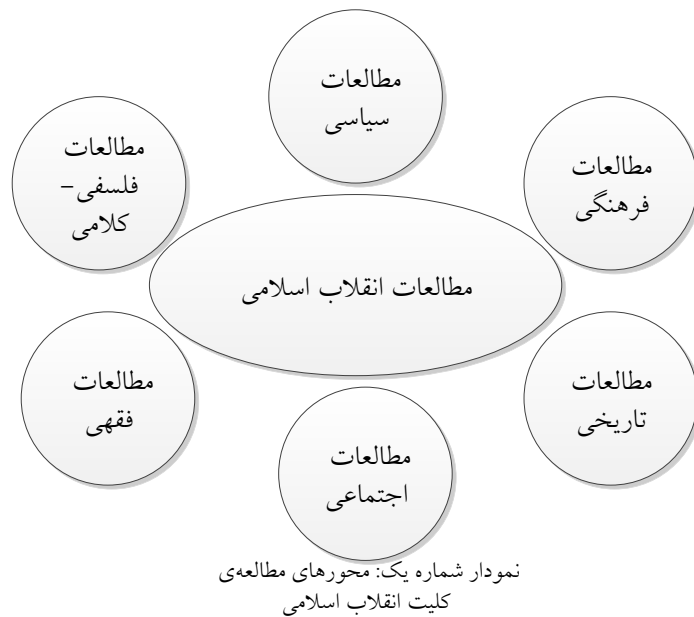 مطالعات
سیاسی
مطالعات
فرهنگی
مطالعات
فلسفی–
کلامی
مطالعات انقلاب اسلامی
مطالعات
تاریخی
مطالعات
فقهی
مطالعات
اجتماعی
نمودار شماره یک: محورهای مطالعه‌ی
کلیت انقلاب اسلامی